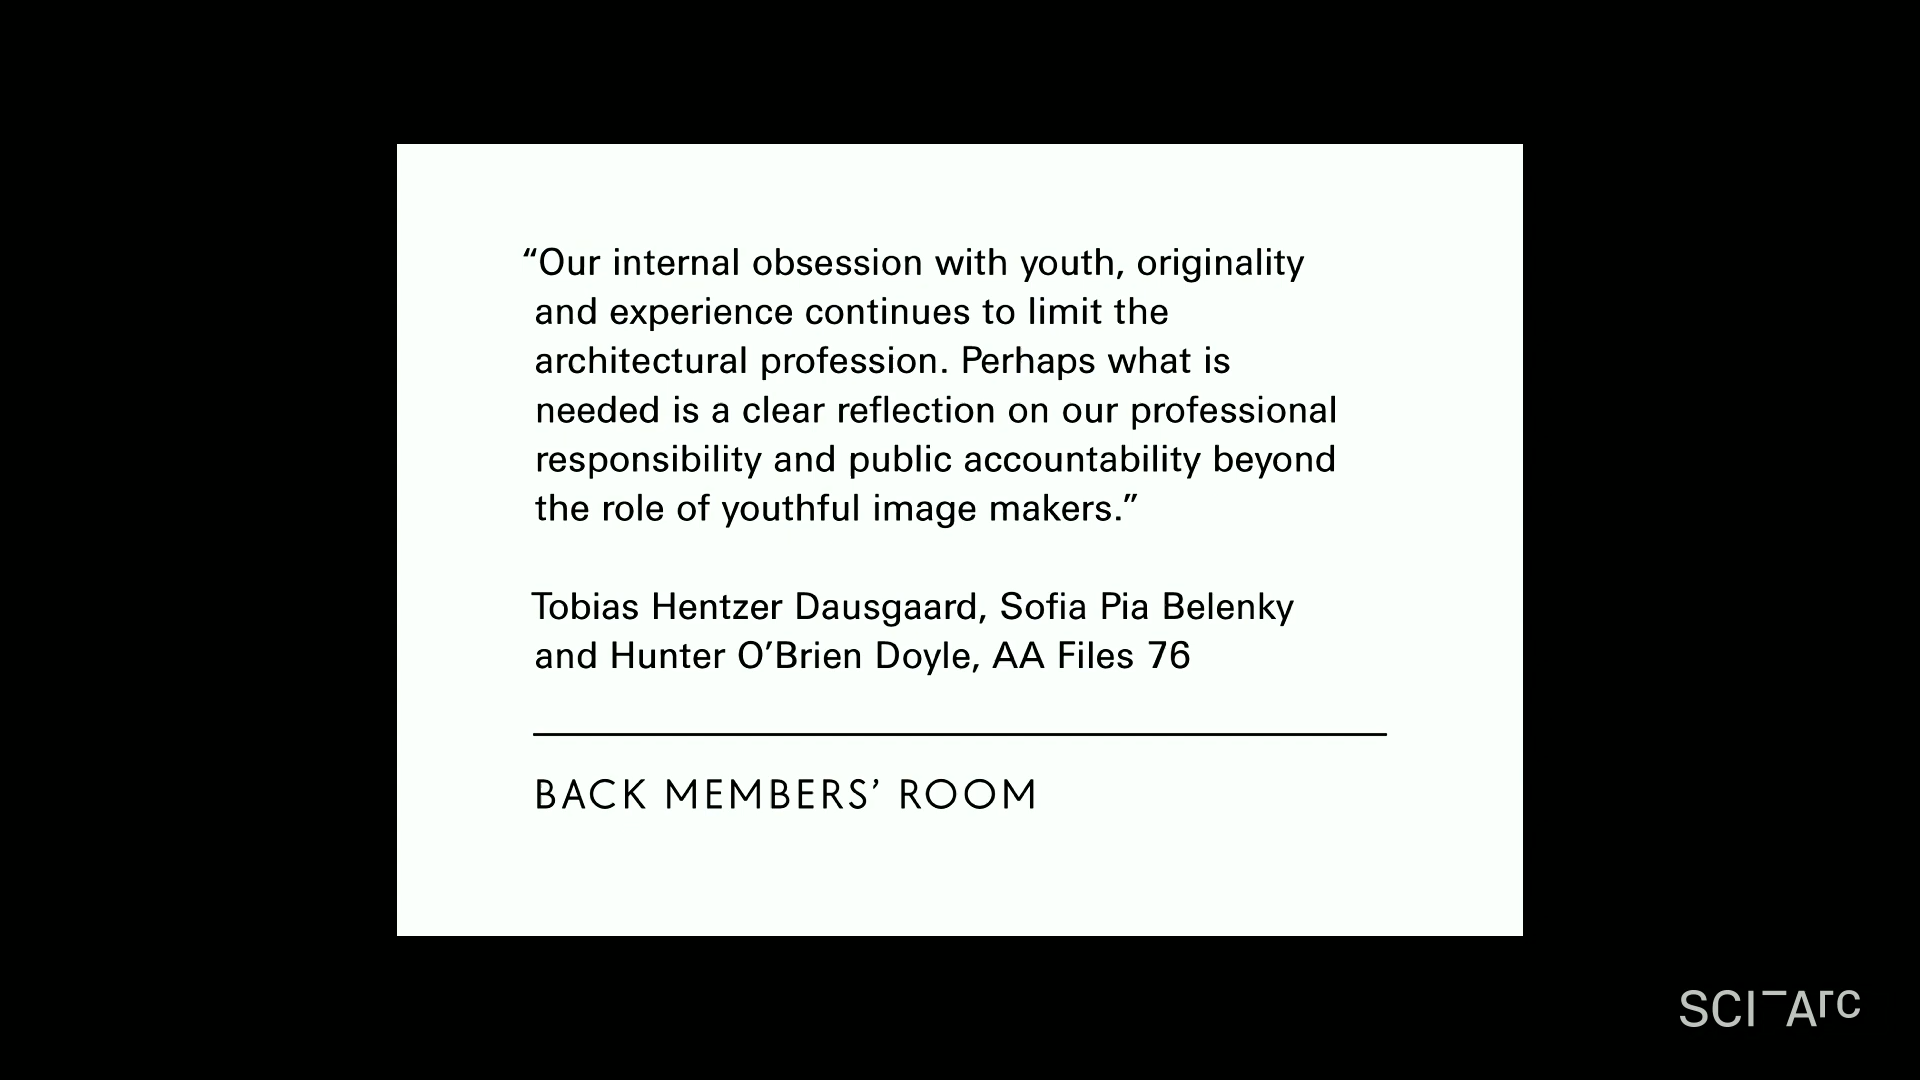 “Our internal obsession with youth, originality
and experience continues to limit the
architectural profession. Perhaps what is
needed is a clear reflection on our professional
responsibility and public accountability beyond
the role of youthful image makers.”
Tobias Hentzer Dausgaard, Sofia Pia Belenky
and Hunter O’Brien Doyle, AA Files 76
BACK MEMBERS’ ROOM
SCI-Arc